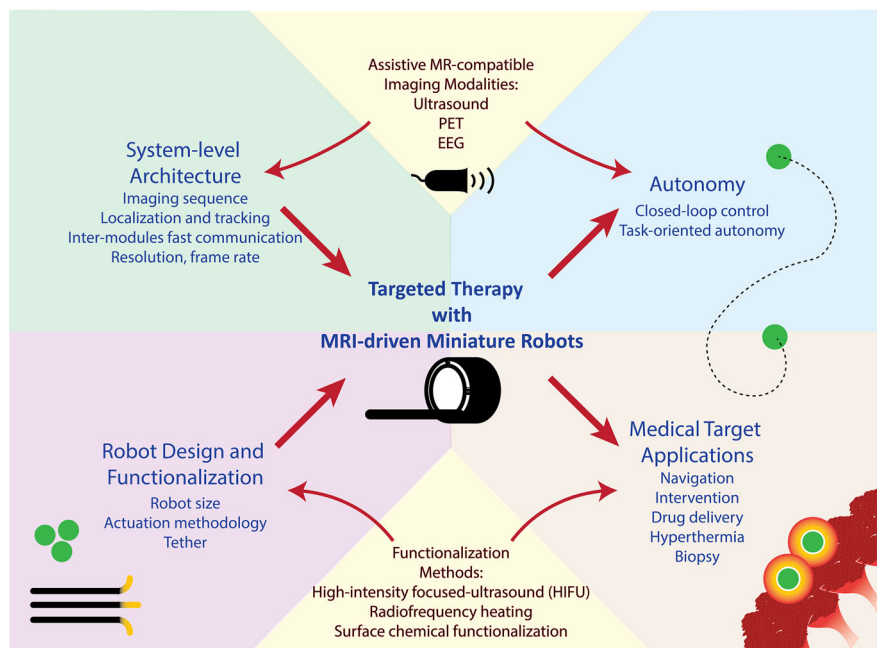 Assistive MR-compatible
Imaging Modalities:
Ultrasound
PET
EEG
System-level
Architecture
Imaging sequence
Localization and tracking
Inter-modules fast communication
Resolution, frame rate
Autonomy
Closed-loop control
Task-oriented autonomy
Targeted Therapy
with
MRI-driven Miniature Robots
Robot Design and
Functionalization
Robot size
Actuation methodology
Tether
Medical Target
Applications
Navigation
Intervention
Drug delivery
Hyperthermia
Biopsy
Functionalization
Methods:
High-intensity focused-ultrasound (HIFU)
Radiofrequency heating
Surface chemical functionalization